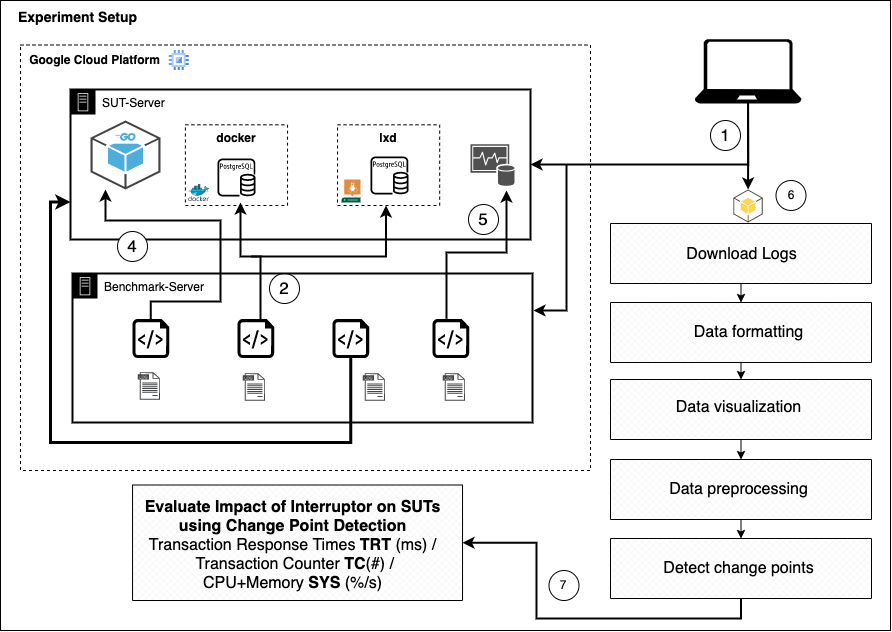 Experiment Setup
Google Cloud Platform
SUT-Server
GO
docker
PostgreSQL
docker
lxd
PostgreSQL
1
6
5
4
Benchmark-Server
2
</>
</>
</>
</>
Download Logs
Data formatting
Data visualization
Data preprocessing
Detect change points
7
Evaluate Impact of Interruptor on SUTs
using Change Point Detection
Transaction Response Times TRT (ms) /
Transaction Counter TC(#) /
CPU+Memory SYS (%/s)